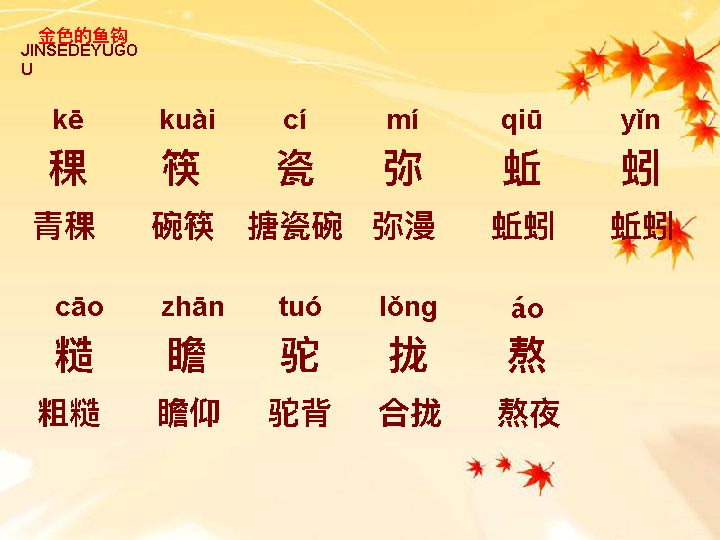 金色的鱼钩
JINSEDEYUGO
U
kē kuài cí mí qiū yǐn
稞 筷 瓷 弥 蚯 蚓
青稞 碗筷 搪瓷碗 弥漫 蚯蚓 蚯蚓
cāo zhān tuó lǒng áo
糙 瞻 驼 拢 熬
粗糙 瞻仰 驼背 合拢 熬夜